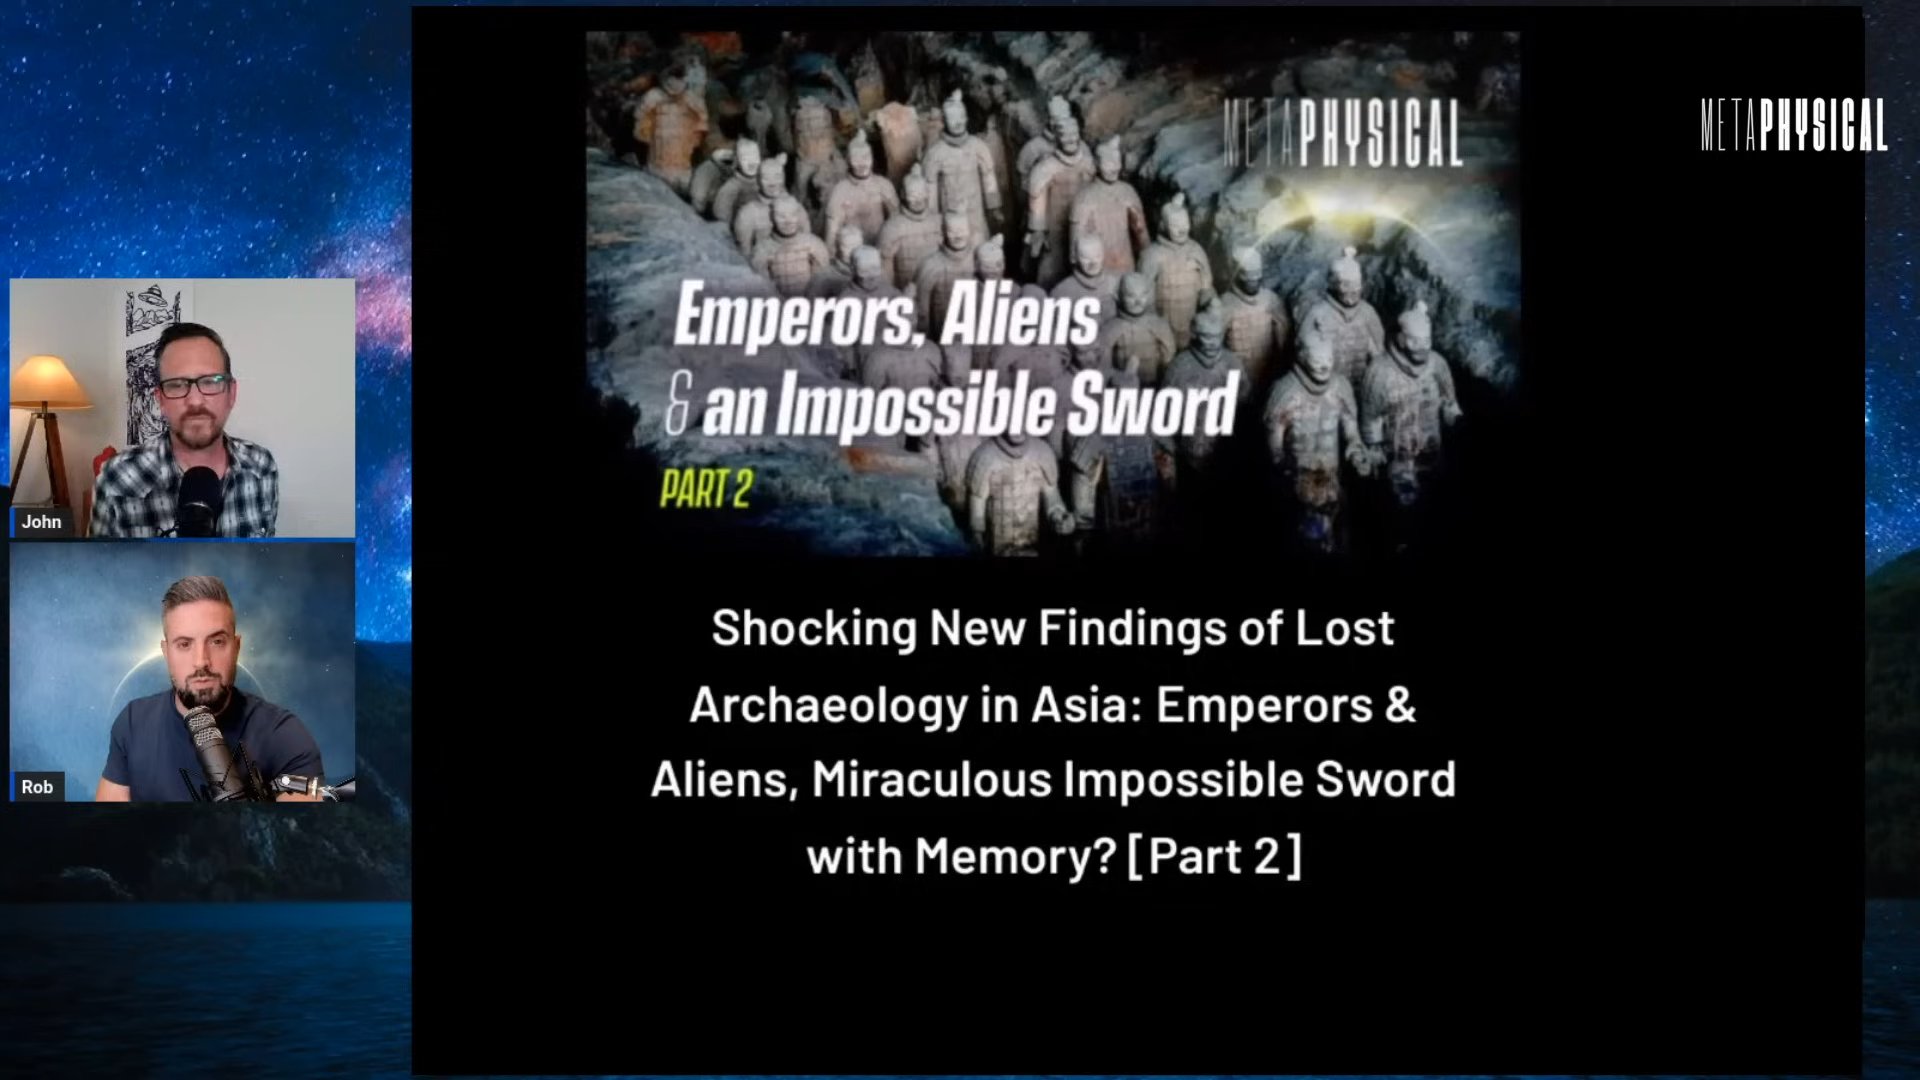 METAPHYSICAL
METAPHYSICAL
Emperors, Aliens
& an Impossible Sword
PART 2
John
Rob
Shocking New Findings of Lost
Archaeology in Asia: Emperors &
Aliens, Miraculous Impossible Sword
with Memory? [Part 2]